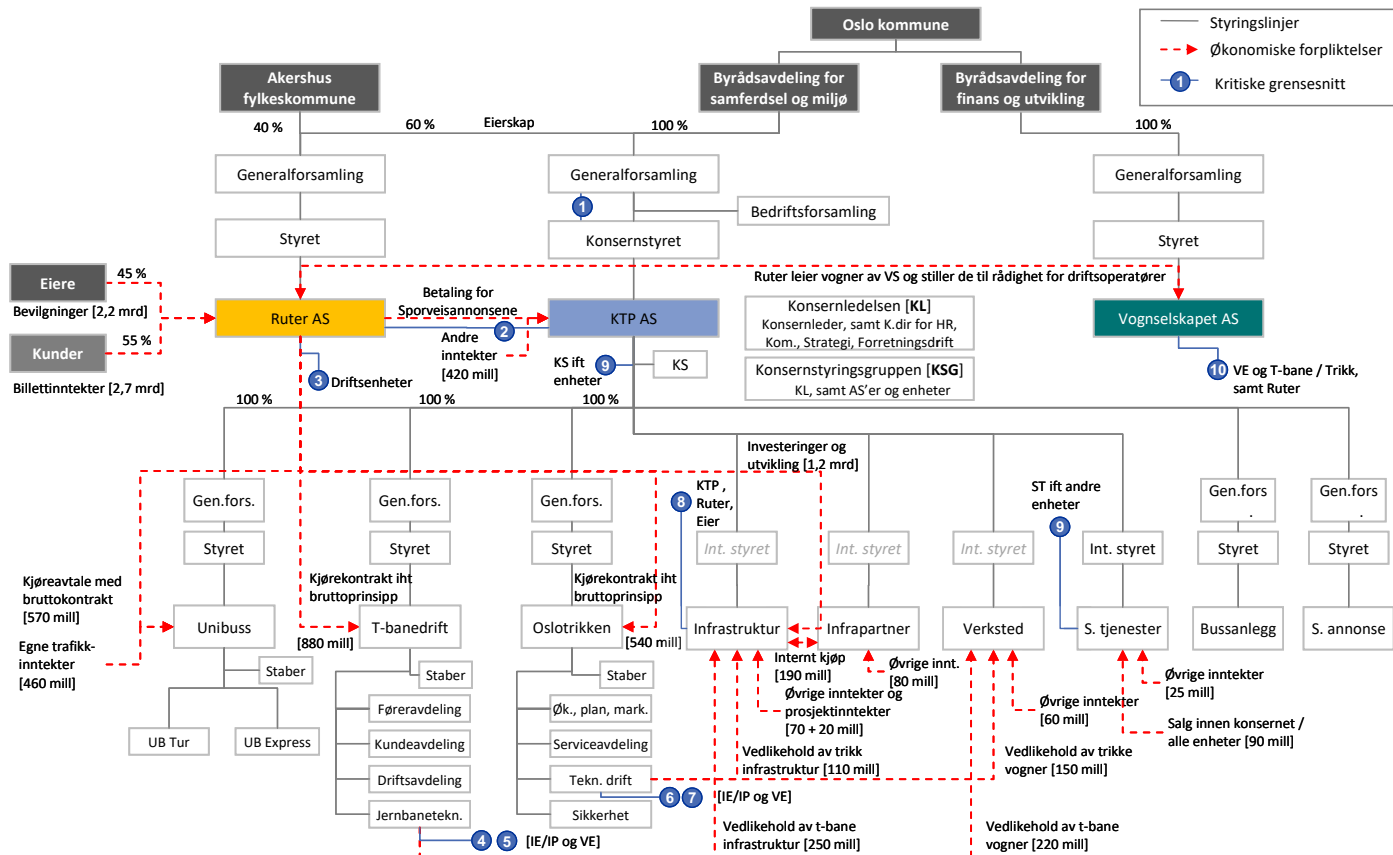 Oslo kommune
Styringslinjer
Økonomiske forpliktelser
1
Kritiske grensesnitt
Akershus
fylkeskommune
Byrådsavdeling for
samferdsel og miljø
Byrådsavdeling for
finans og utvikling
40 %
60 %
Eierskap
100 %
100 %
Generalforsamling
Generalforsamling
Generalforsamling
1
Bedriftsforsamling
Styret
Konsernstyret
Styret
Eiere
45 %
Bevilgninger [2,2 mrd]
Kunder
55 %
Billettinntekter [2,7 mrd]
Ruter leier vogner av VS og stiller de til rådighet for driftsoperatører
Ruter AS
Betaling for
Sporveisannonsene
KTP AS
Vognselskapet AS
2
Andre
inntekter
[420 mill]
Konsernledelsen [KL]
Konsernleder, samt K.dir for HR,
Kom., Strategi, Forretningsdrift
Konsernstyringsgruppen [KSG]
KL, samt AS'er og enheter
3
Driftsenheter
KS ift
enheter
9
KS
10
VE og T-bane / Trikk,
samt Ruter
100 %
100 %
100 %
Investeringer og
utvikling [1,2 mrd]
8
KTP ,
Ruter,
Eier
ST ift andre
enheter
9
Gen.fors.
Gen.fors.
Gen.fors.
Gen.fors
.
Gen.fors
.
Styret
Styret
Styret
Int. styret
Int. styret
Int. styret
Int. styret
Styret
Styret
Kjøreavtale med
bruttokontrakt
[570 mill]
Kjørekontrakt iht
bruttoprinsipp
Kjørekontrakt iht
bruttoprinsipp
Unibuss
T-banedrift
Oslotrikken
Infrastruktur
Infrapartner
Verksted
S. tjenester
Bussanlegg
S. annonse
Egne trafikk-
inntekter
[460 mill]
[880 mill]
[540 mill]
Internt kjøp
[190 mill]
Øvrige innt.
[80 mill]
Øvrige inntekter
[25 mill]
Staber
Staber
Staber
Øvrige inntekter og
prosjektinntekter
[70 + 20 mill]
Øvrige inntekter
[60 mill]
Salg innen konsernet /
alle enheter [90 mill]
UB Tur
UB Express
Føreravdeling
Kundeavdeling
Driftsavdeling
Jernbanetekn.
Øk., plan, mark.
Serviceavdeling
Tekn. drift
Sikkerhet
Vedlikehold av trikk
infrastruktur [110 mill]
Vedlikehold av trikke
vogner [150 mill]
6
7
[IE/IP og VE]
4
5
[IE/IP og VE]
Vedlikehold av t-bane
infrastruktur [250 mill]
Vedlikehold av t-bane
vogner [220 mill]